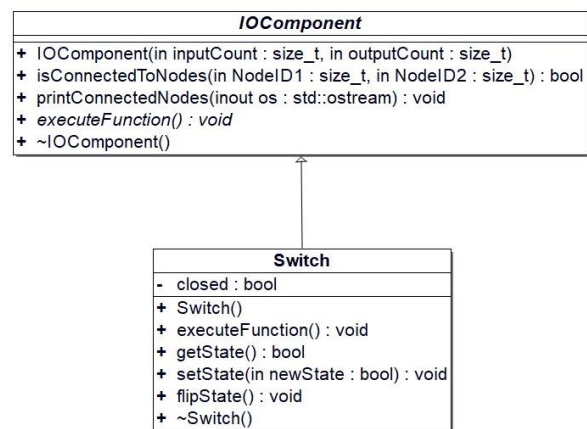 IOComponent
+ IOComponent(in inputCount : size_t, in outputCount : size_t)
+ isConnectedToNodes(in NodeID1 : size_t, in NodeID2 : size_t) : bool
+ printConnectedNodes(inout os : std::ostream) : void
+ executeFunction() : void
+ ~IOComponent()
Switch
- closed : bool
+ Switch()
+ executeFunction() : void
+ getState() : bool
+ setState(in newState : bool) : void
+ flipState() : void
+ ~Switch()